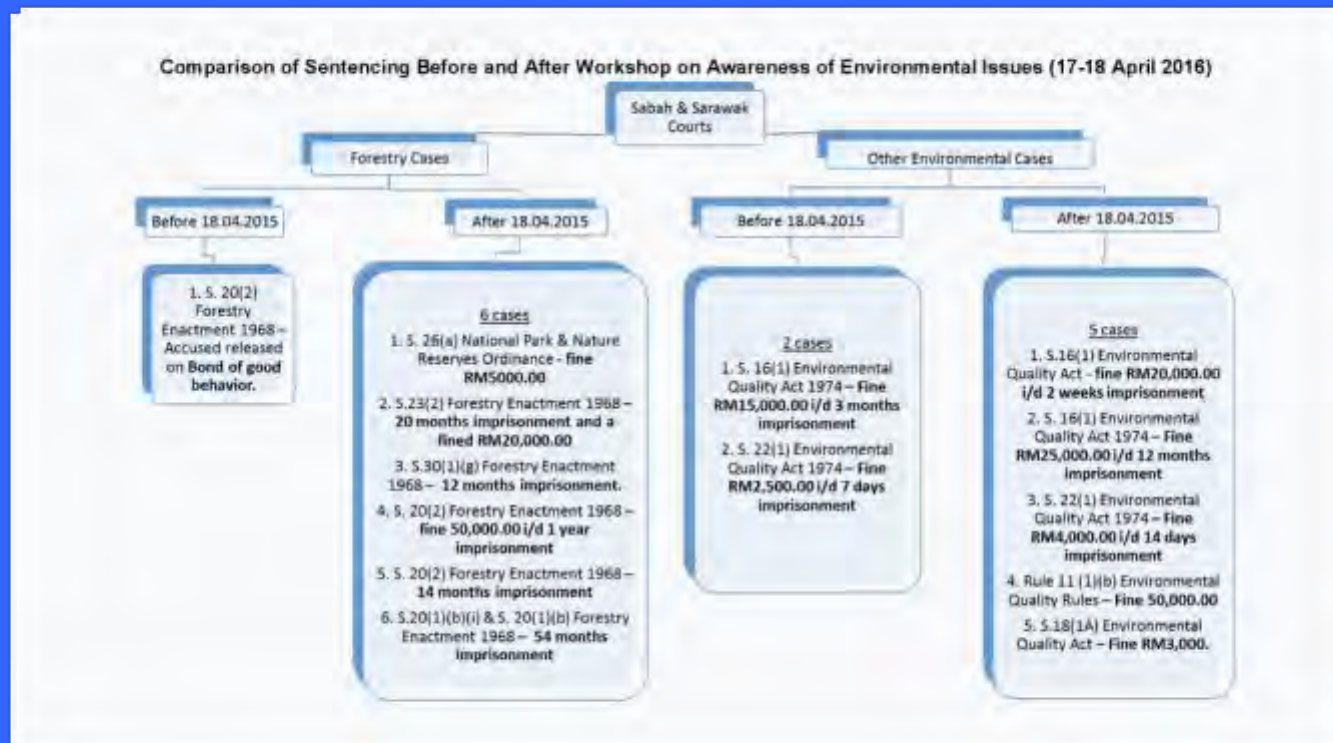 Comparison of Sentencing Before and After Workshop on Awareness of Environmental Issues (17-18 April 2016)
Sabah & Sarawak
Courts
Forestry Cases
Other Environmental Cases
Before 18.04.2015
After 18.04.2015
Before 18.04.2015
After 18.04.2015
1. S. 20(2)
Forestry
Enactment 1968 –
Accused released
on Bond of good
behavior.
6 cases
1. S. 26(a) National Park & Nature
Reserves Ordinance - fine
RM5000.00
2. S.23(2) Forestry Enactment 1968 –
20 months imprisonment and a
fined RM20,000.00
3. S.30(1)(g) Forestry Enactment
1968 – 12 months imprisonment.
4. S. 20(2) Forestry Enactment 1968 –
fine 50,000.00 i/d 1 year
imprisonment
5. S. 20(2) Forestry Enactment 1968 –
14 months imprisonment
6. S.20(1)(b)(i) & S. 20(1)(b) Forestry
Enactment 1968 – 54 months
imprisonment
2 cases
1. S. 16(1) Environmental
Quality Act 1974 – Fine
RM15,000.00 i/d 3 months
imprisonment
2. S. 22(1) Environmental
Quality Act 1974 – Fine
RM2,500.00 i/d 7 days
imprisonment
5 cases
1. S.16(1) Environmental
Quality Act - fine RM20,000.00
i/d 2 weeks imprisonment
2. S. 16(1) Environmental
Quality Act 1974 – Fine
RM25,000.00 i/d 12 months
imprisonment
3. S. 22(1) Environmental
Quality Act 1974 – Fine
RM4,000.00 i/d 14 days
imprisonment
4. Rule 11 (1)(b) Environmental
Quality Rules – Fine 50,000.00
5. S.18(1A) Environmental
Quality Act – Fine RM3,000.